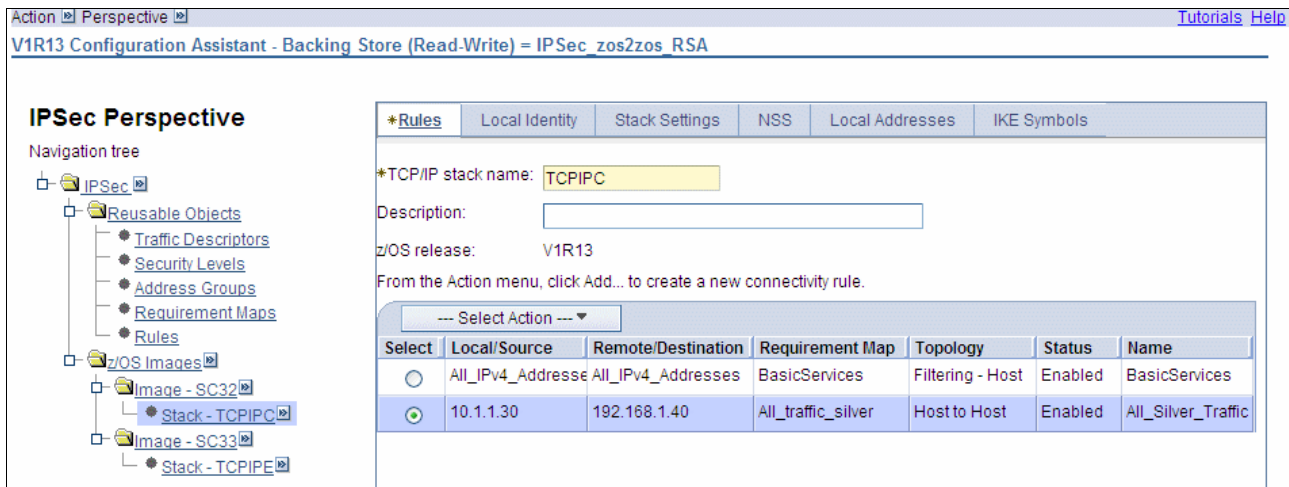 Action Perspective Tutorials Help
V1R13 Configuration Assistant - Backing Store (Read-Write) = IPSec_zos2zos_RSA
IPSec Perspective
Navigation tree
IPSec
Reusable Objects
Traffic Descriptors
Security Levels
Address Groups
Requirement Maps
Rules
z/OS Images
Image - SC32
Stack - TCPIPC
Image - SC33
Stack - TCPIPE
*Rules Local Identity Stack Settings NSS Local Addresses IKE Symbols
*TCP/IP stack name: TCPIPC
Description:
z/OS release: V1R13
From the Action menu, click Add... to create a new connectivity rule.
--- Select Action ---
Select Local/Source Remote/Destination Requirement Map Topology Status Name
All_IPv4_Addresse All_IPv4_Addresses BasicServices Filtering - Host Enabled BasicServices
10.1.1.30 192.168.1.40 All_traffic_silver Host to Host Enabled All_Silver_Traffic